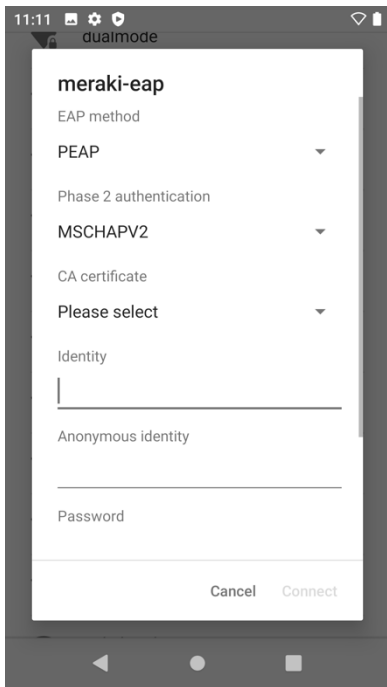 11:11
dualmode
meraki-eap
EAP method
PEAP
Phase 2 authentication
MSCHAPV2
CA certificate
Please select
Identity
Anonymous identity
Password
Cancel Connect